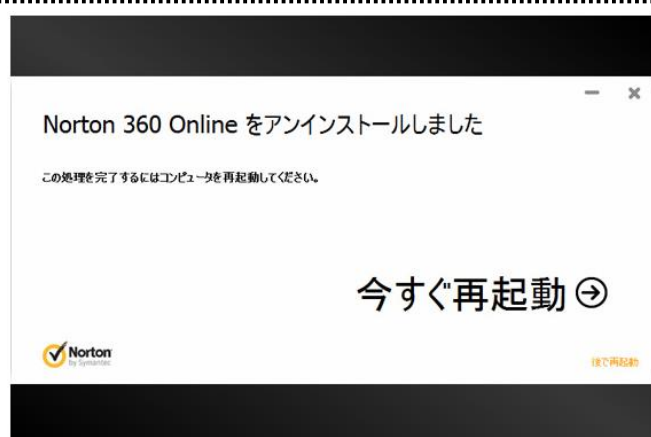 Norton 360 Online をアンインストールしました
この処理を完了するにはコンピュータを再起動してください。
今すぐ再起動
Norton
by Symantec
後で再起動